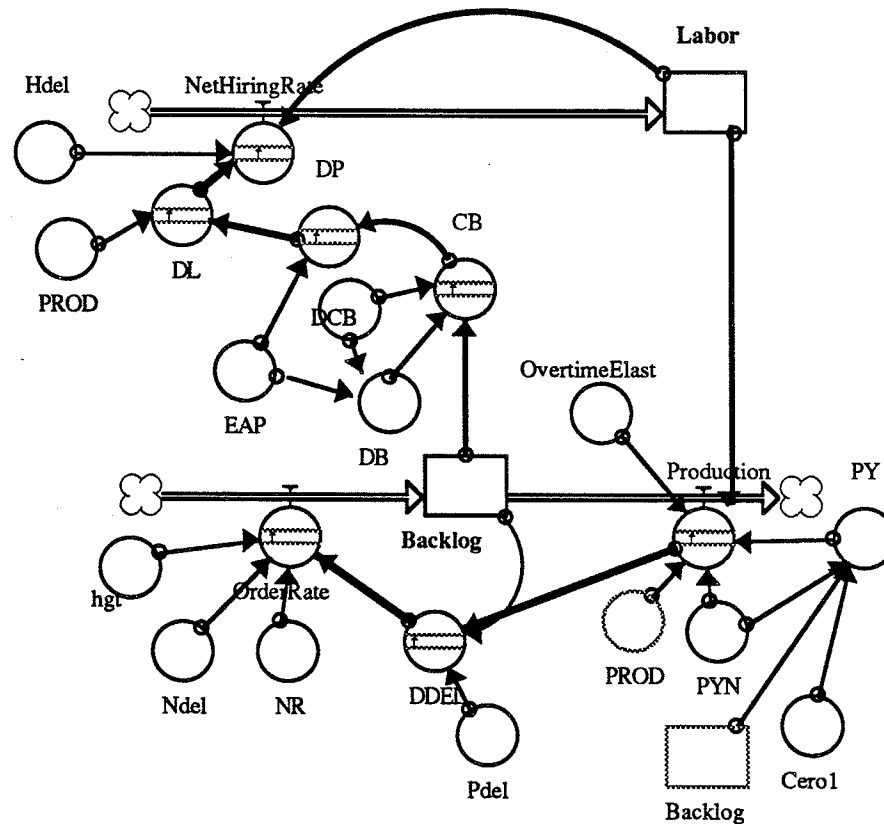 Labor
NetHiringRate
Hdel
DP
CB
DL
PROD
DCB
OvertimeElast
EAP
DB
Production
PY
Backlog
hgt
OrderRate
PROD
PYN
Ndel
NR
DDEL
Pdel
Cero1
Backlog